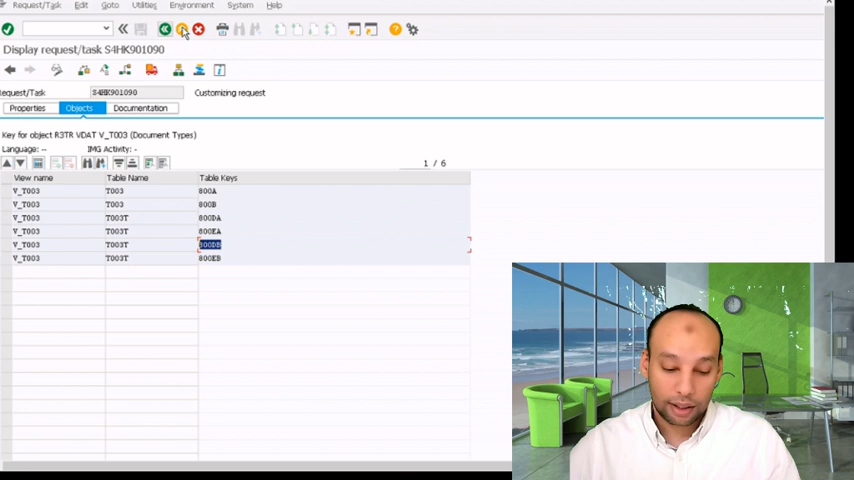 Request/Task Edit Goto Utilities Environment System Help
Display request/task S4HK901090
equest/Task S4HK901090 Customizing request
Properties Objects Documentation
Key for object R3TR VDAT V_T003 (Document Types)
Language: -- IMG Activity: -
1 / 6
View name Table Name Table Keys
V_T003 T003 800A
V_T003 T003 800B
V_T003 T003T 800DA
V_T003 T003T 800EA
V_T003 T003T 800DB
V_T003 T003T 800EB